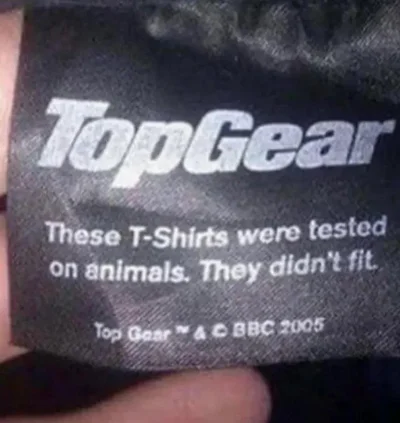 TopGear
These T-Shirts were tested
on animals. They didn't fit.
Top Gear ™ & © BBC 2005